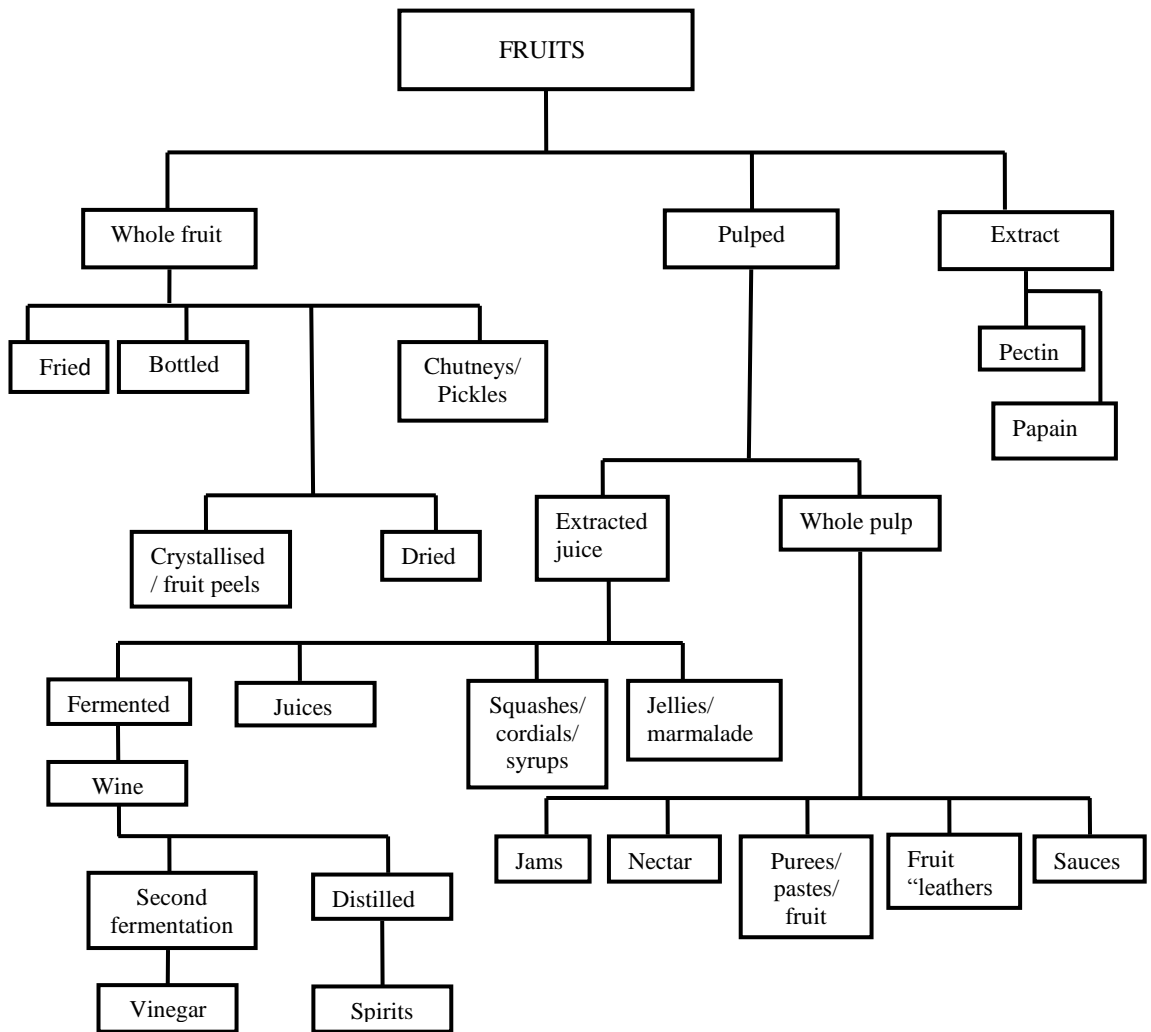 FRUITS
Whole fruit
Pulped
Extract
Fried
Bottled
Chutneys/
Pickles
Pectin
Papain
Crystallised
/ fruit peels
Dried
Extracted
juice
Whole pulp
Fermented
Juices
Squashes/
cordials/
syrups
Jellies/
marmalade
Wine
Jams
Nectar
Purees/
pastes/
fruit
Fruit
“leathers
Sauces
Second
fermentation
Distilled
Vinegar
Spirits